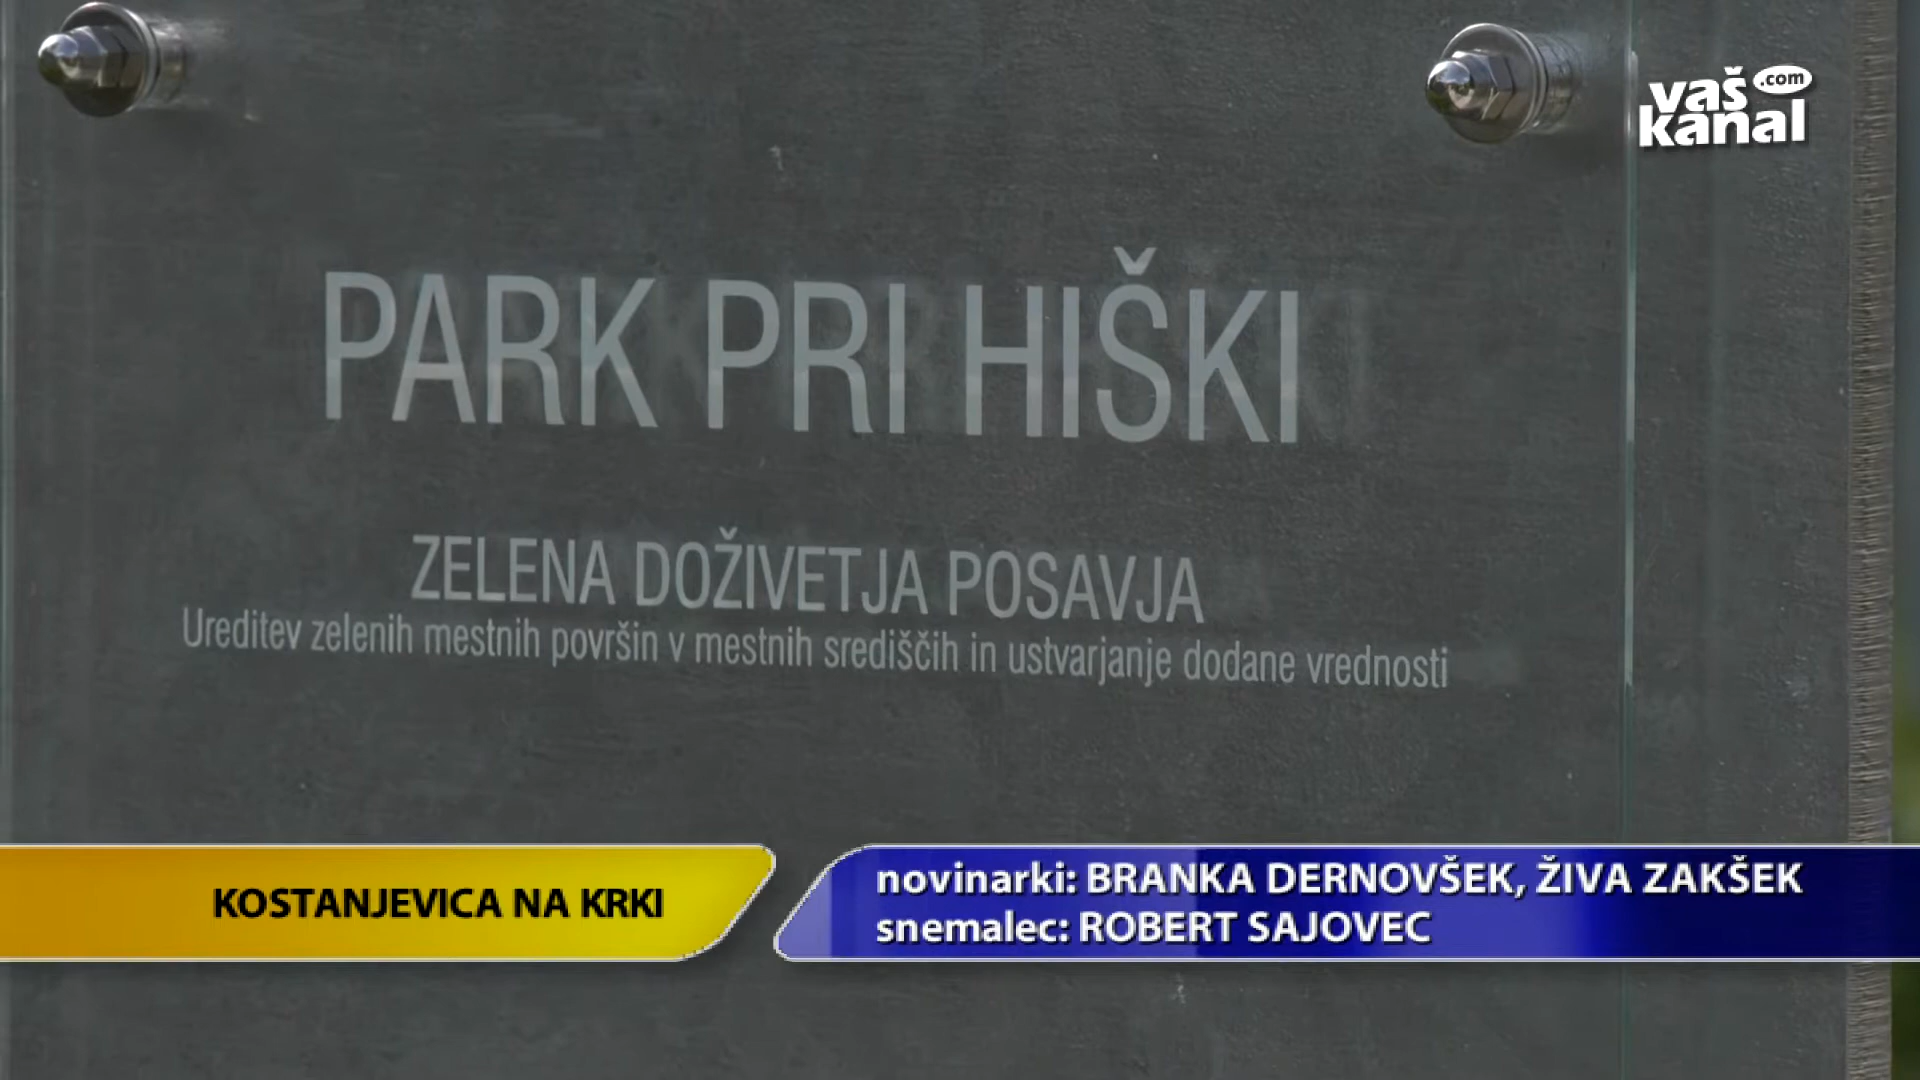 vaš .com
kanal
PARK PRI HIŠKI
ZELENA DOŽIVETJA POSAVJA
Ureditev zelenih mestnih površin v mestnih središčih in ustvarjanje dodane vrednosti
KOSTANJEVICA NA KRKI
novinarki: BRANKA DERNOVŠEK, ŽIVA ZAKŠEK
snemalec: ROBERT SAJOVEC